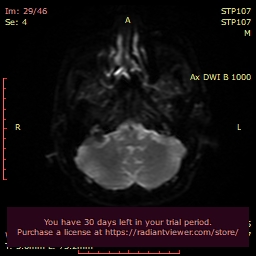 Im: 29/46
Se: 4
A
STP107
STP107
M
Ax DWI B 1000
R
L
You have 30 days left in your trial period.
Purchase a license at https://radiantviewer.com/store/